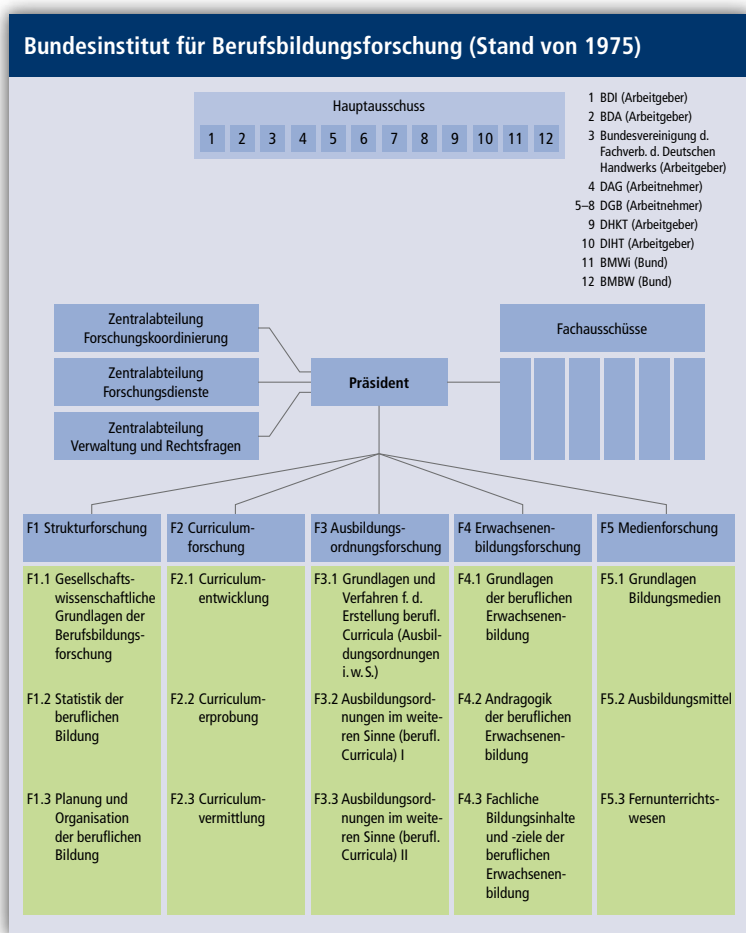 Bundesinstitut für Berufsbildungsforschung (Stand von 1975)
Hauptausschuss
1 2 3 4 5 6 7 8 9 10 11 12
1 BDI (Arbeitgeber)
2 BDA (Arbeitgeber)
3 Bundesvereinigung d.
Fachverb. d. Deutschen
Handwerks (Arbeitgeber)
4 DAG (Arbeitnehmer)
5–8 DGB (Arbeitnehmer)
9 DHKT (Arbeitgeber)
10 DIHT (Arbeitgeber)
11 BMWi (Bund)
12 BMBW (Bund)
Zentralabteilung
Forschungskoordinierung
Zentralabteilung
Forschungsdienste
Zentralabteilung
Verwaltung und Rechtsfragen
Präsident
Fachausschüsse
F1 Strukturforschung
F1.1 Gesellschafts-
wissenschaftliche
Grundlagen der
Berufsbildungs-
forschung
F1.2 Statistik der
beruflichen
Bildung
F1.3 Planung und
Organisation
der beruflichen
Bildung
F2 Curriculum-
forschung
F2.1 Curriculum-
entwicklung
F2.2 Curriculum-
erprobung
F2.3 Curriculum-
vermittlung
F3 Ausbildungs-
ordnungsforschung
F3.1 Grundlagen und
Verfahren f. d.
Erstellung berufl.
Curricula (Ausbil-
dungsordnungen
i. w. S.)
F3.2 Ausbildungsord-
nungen im weite-
ren Sinne (berufl.
Curricula) I
F3.3 Ausbildungsord-
nungen im weite-
ren Sinne (berufl.
Curricula) II
F4 Erwachsenen-
bildungsforschung
F4.1 Grundlagen
der beruflichen
Erwachsenen-
bildung
F4.2 Andragogik
der beruflichen
Erwachsenen-
bildung
F4.3 Fachliche
Bildungsinhalte
und -ziele der
beruflichen
Erwachsenen-
bildung
F5 Medienforschung
F5.1 Grundlagen
Bildungsmedien
F5.2 Ausbildungsmittel
F5.3 Fernunterrichts-
wesen